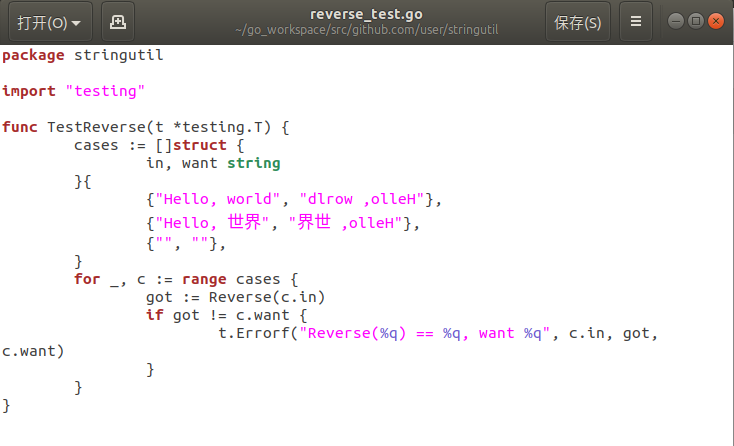 打开(O)
reverse_test.go
~/go_workspace/src/github.com/user/stringutil
保存(S)
package stringutil

import "testing"

func TestReverse(t *testing.T) {
        cases := []struct {
                in, want string
        }{
                {"Hello, world", "dlrow ,olleH"},
                {"Hello, 世界", "界世 ,olleH"},
                {"", ""},
        }
        for _, c := range cases {
                got := Reverse(c.in)
                if got != c.want {
                        t.Errorf("Reverse(%q) == %q, want %q", c.in, got,
c.want)
                }
        }
}